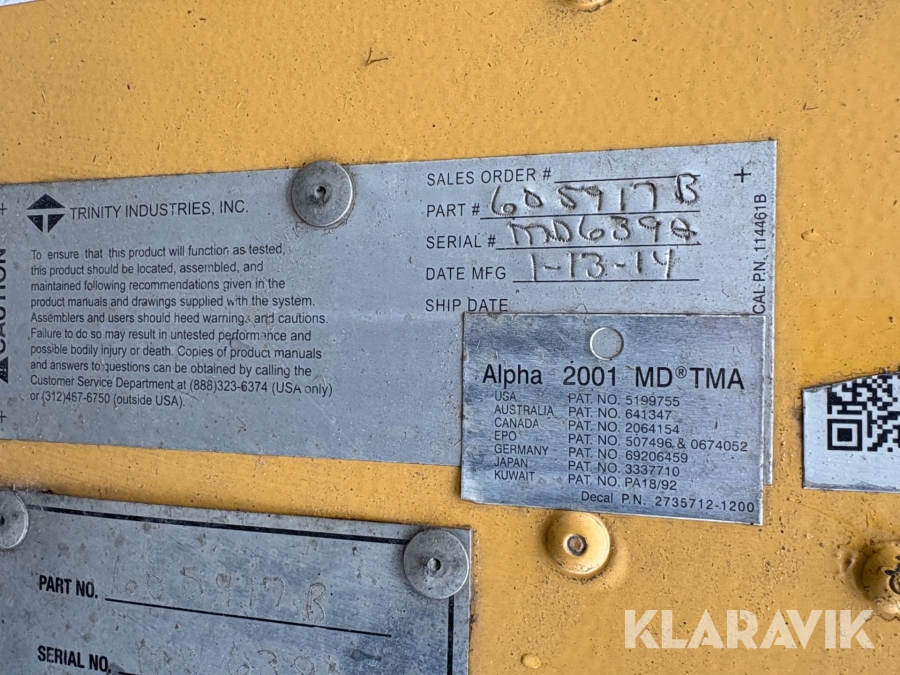 TRINITY INDUSTRIES, INC.
CAUTION
To ensure that this product will function as tested,
this product should be located, assembled, and
maintained following recommendations given in the
product manuals and drawings supplied with the system.
Assemblers and users should heed warnings and cautions.
Failure to do so may result in untested performance and
possible bodily injury or death. Copies of product manuals
and answers to questions can be obtained by calling the
Customer Service Department at (888)323-6374 (USA only)
or (312)467-6750 (outside USA).
SALES ORDER #
PART # 605917B
SERIAL # MD6394
DATE MFG 1-13-14
SHIP DATE
CAL-P.N. 114461B
Alpha 2001 MD® TMA
USA PAT. NO. 5199755
AUSTRALIA PAT. NO. 641347
CANADA PAT. NO. 2064154
EPO PAT. NO. 507496 & 0674052
GERMANY PAT. NO. 69206459
JAPAN PAT. NO. 3337710
KUWAIT PAT. NO. PA18/92
Decal P.N. 2735712-1200
PART NO. 605917B
SERIAL NO.
KLARAVIK